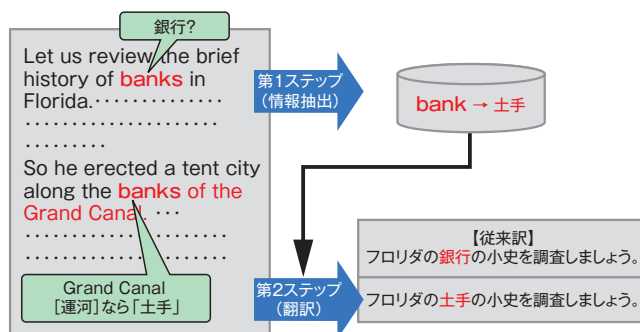 銀行?
Let us review the brief
history of banks in
Florida.··············
·····················
·········
So he erected a tent city
along the banks of the
Grand Canal. ···
······················
······················
Grand Canal
[運河]なら「土手」
第1ステップ
(情報抽出)
bank → 土手
第2ステップ
(翻訳)
【従来訳】
フロリダの銀行の小史を調査しましょう。
フロリダの土手の小史を調査しましょう。